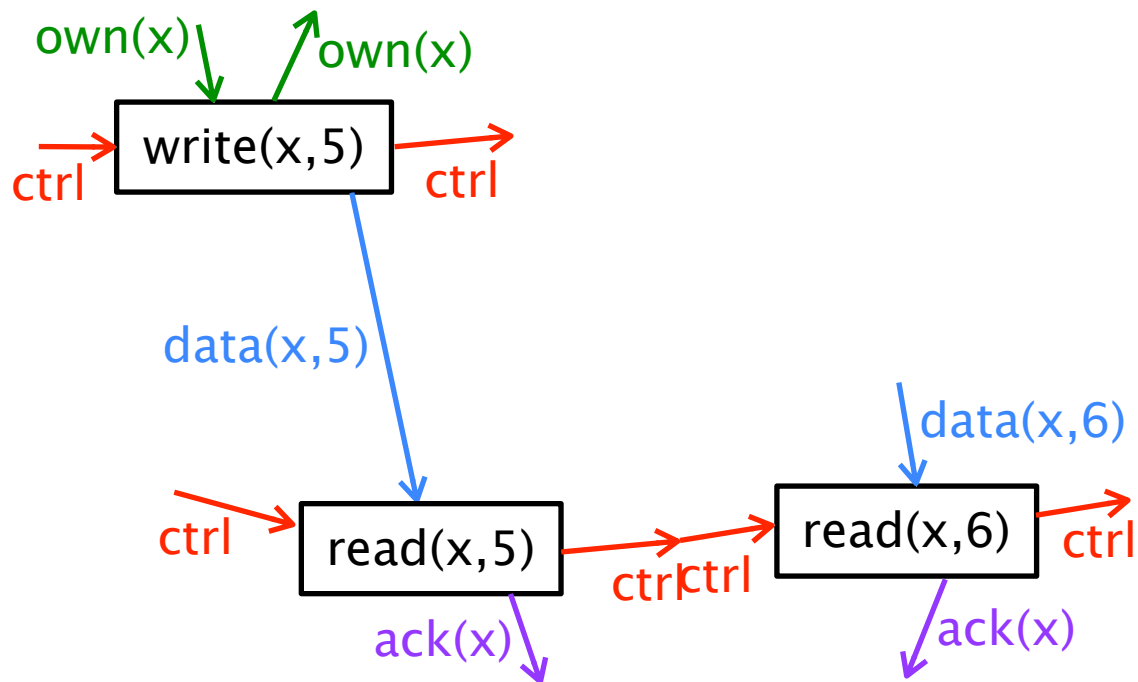 own(x)
own(x)
write(x,5)
ctrl
ctrl
data(x,5)
data(x,6)
ctrl
read(x,5)
read(x,6)
ctrl
ctrl
ctrl
ack(x)
ack(x)